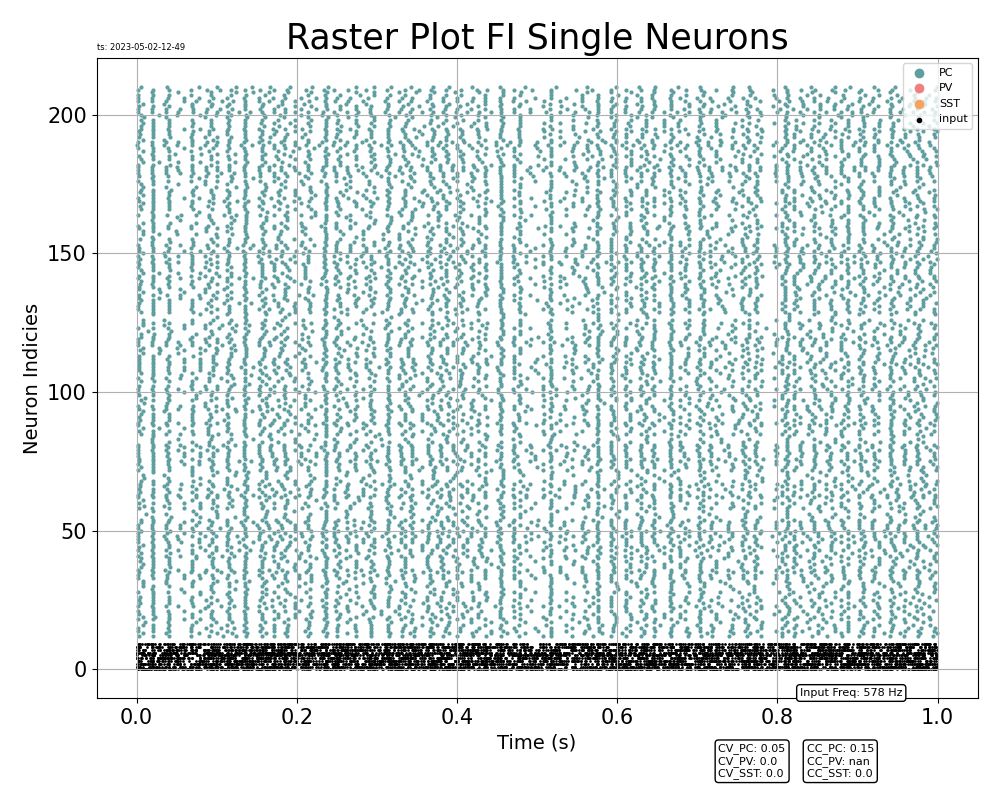 Raster Plot FI Single Neurons
ts: 2023-05-02-12-49
PC
PV
SST
input
200
150
100
50
0
Neuron Indicies
0.0 0.2 0.4 0.6 0.8 1.0
Input Freq: 578 Hz
Time (s)
CV_PC: 0.05
CV_PV: 0.0
CV_SST: 0.0
CC_PC: 0.15
CC_PV: nan
CC_SST: 0.0